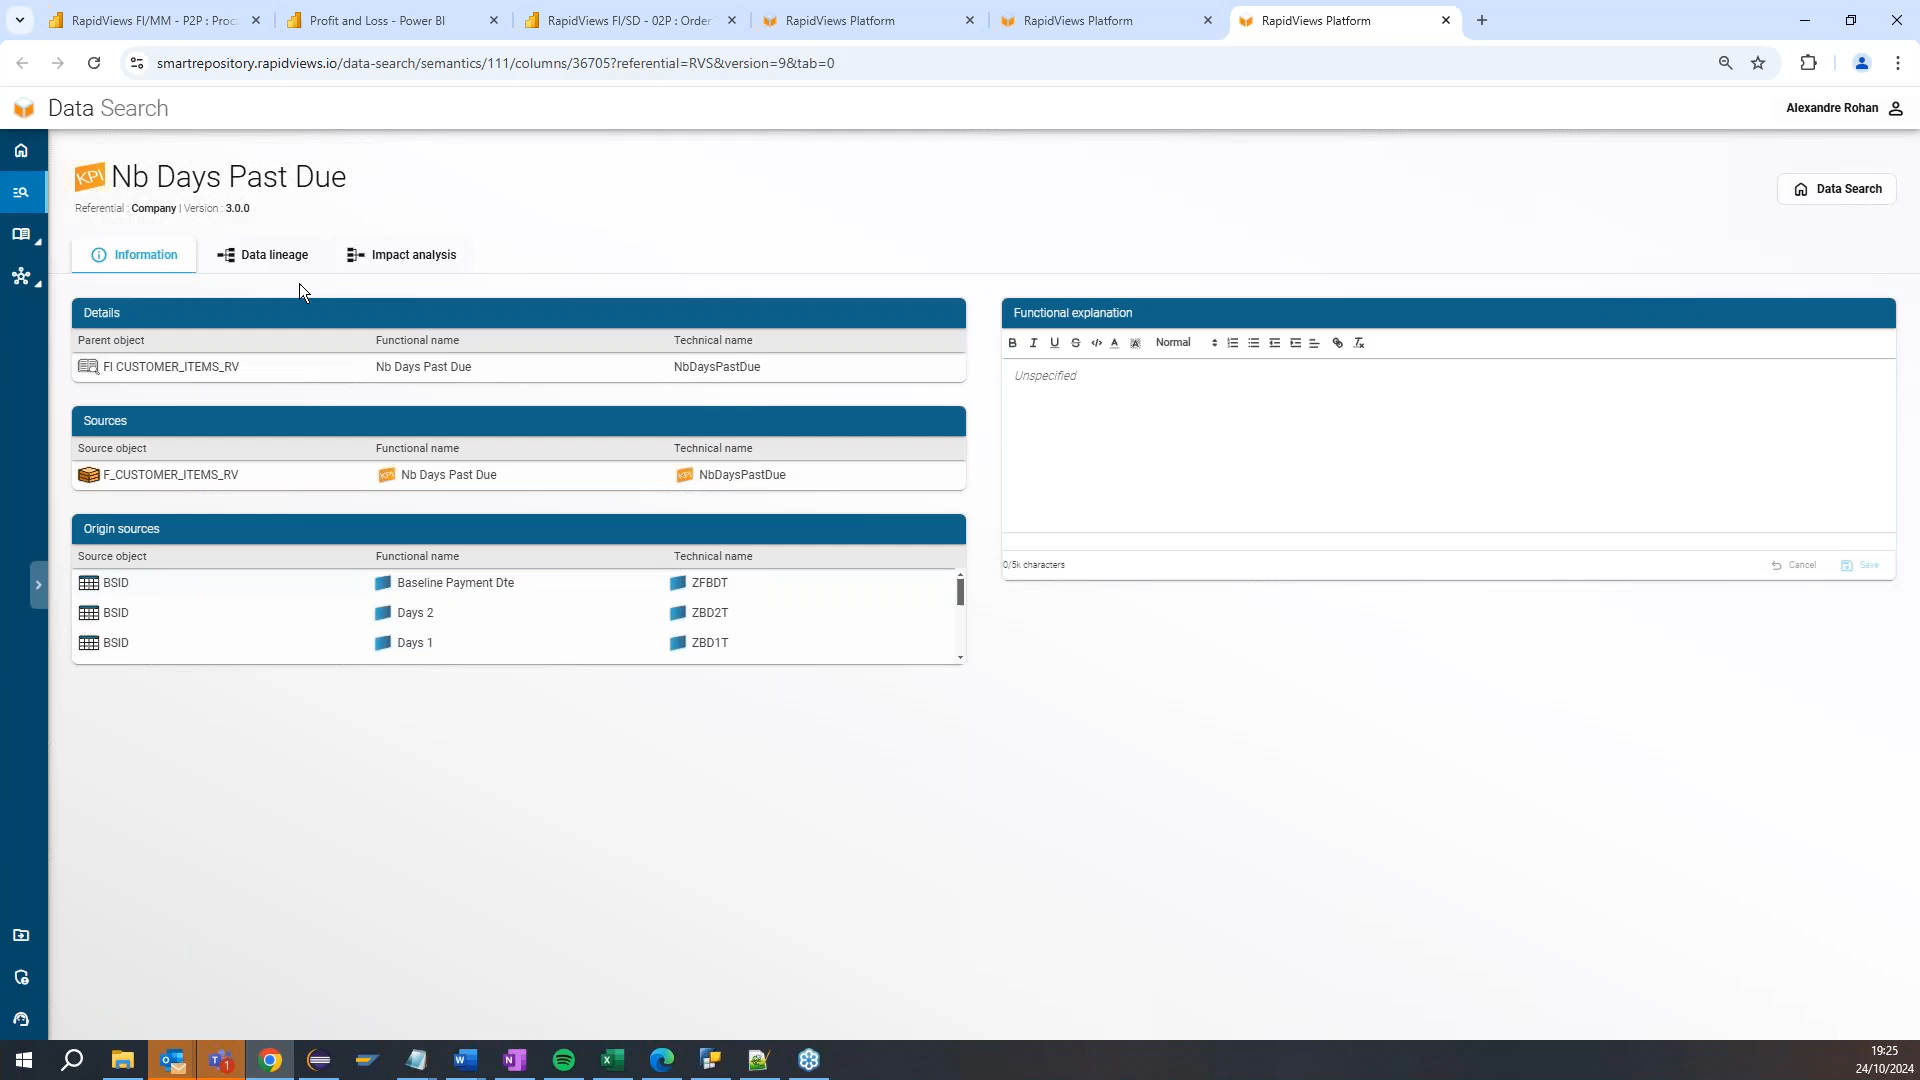 RapidViews FI/MM - P2P : Proc
Profit and Loss - Power BI
RapidViews FI/SD - O2P : Order
RapidViews Platform
RapidViews Platform
RapidViews Platform
smartrepository.rapidviews.io/data-search/semantics/111/columns/36705?referential=RVS&version=9&tab=0
Data Search
Alexandre Rohan
KPI Nb Days Past Due
Referential : Company | Version : 3.0.0
Data Search
Information
Data lineage
Impact analysis
Details
Parent object Functional name Technical name
FI CUSTOMER_ITEMS_RV Nb Days Past Due NbDaysPastDue
Sources
Source object Functional name Technical name
F_CUSTOMER_ITEMS_RV KPI Nb Days Past Due KPI NbDaysPastDue
Origin sources
Source object Functional name Technical name
BSID Baseline Payment Dte ZFBDT
BSID Days 2 ZBD2T
BSID Days 1 ZBD1T
Functional explanation
Normal
Unspecified
0/5k characters
Cancel
Save
19:25
24/10/2024